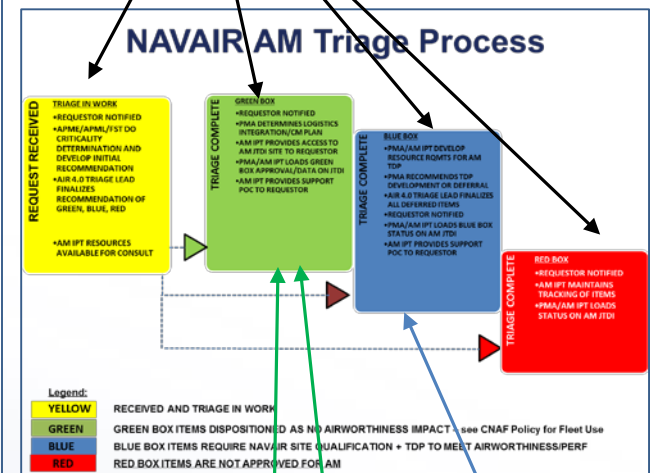 NAVAIR AM Triage Process
REQUEST RECEIVED
TRIAGE IN WORK
•REQUESTOR NOTIFIED
•APME/APML/FST DO
CRITICALITY
DETERMINATION AND
DEVELOP INITIAL
RECOMMENDATION
•AIR 4.0 TRIAGE LEAD
FINALIZES
RECOMMENDATION OF
GREEN, BLUE, RED
•AM IPT RESOURCES
AVAILABLE FOR CONSULT
TRIAGE COMPLETE
GREEN BOX
•REQUESTOR NOTIFIED
•PMA DETERMINES LOGISTICS
INTEGRATION/CM PLAN
•AM IPT PROVIDES ACCESS TO
AM JTDI SITE TO REQUESTOR
•PMA/AM IPT LOADS GREEN
BOX APPROVAL/DATA ON JTDI
•AM IPT PROVIDES SUPPORT
POC TO REQUESTOR
TRIAGE COMPLETE
BLUE BOX
•PMA/AM IPT DEVELOP
RESOURCE RQMTS FOR AM
TDP
•PMA RECOMMENDS TDP
DEVELOPMENT OR DEFERRAL
•AIR 4.0 TRIAGE LEAD FINALIZES
ALL DEFERRED ITEMS
•REQUESTOR NOTIFIED
•PMA/AM IPT LOADS BLUE BOX
STATUS ON AM JTDI
•AM IPT PROVIDES SUPPORT
POC TO REQUESTOR
TRIAGE COMPLETE
RED BOX
•REQUESTOR NOTIFIED
•AM IPT MAINTAINS
TRACKING OF ITEMS
•PMA/AM IPT LOADS
STATUS ON AM JTDI
Legend:
YELLOW RECEIVED AND TRIAGE IN WORK
GREEN GREEN BOX ITEMS DISPOSITIONED AS NO AIRWORTHINESS IMPACT – see CNAF Policy for Fleet Use
BLUE BLUE BOX ITEMS REQUIRE NAVAIR SITE QUALIFICATION + TDP TO MEET AIRWORTHINESS/PERF
RED RED BOX ITEMS ARE NOT APPROVED FOR AM